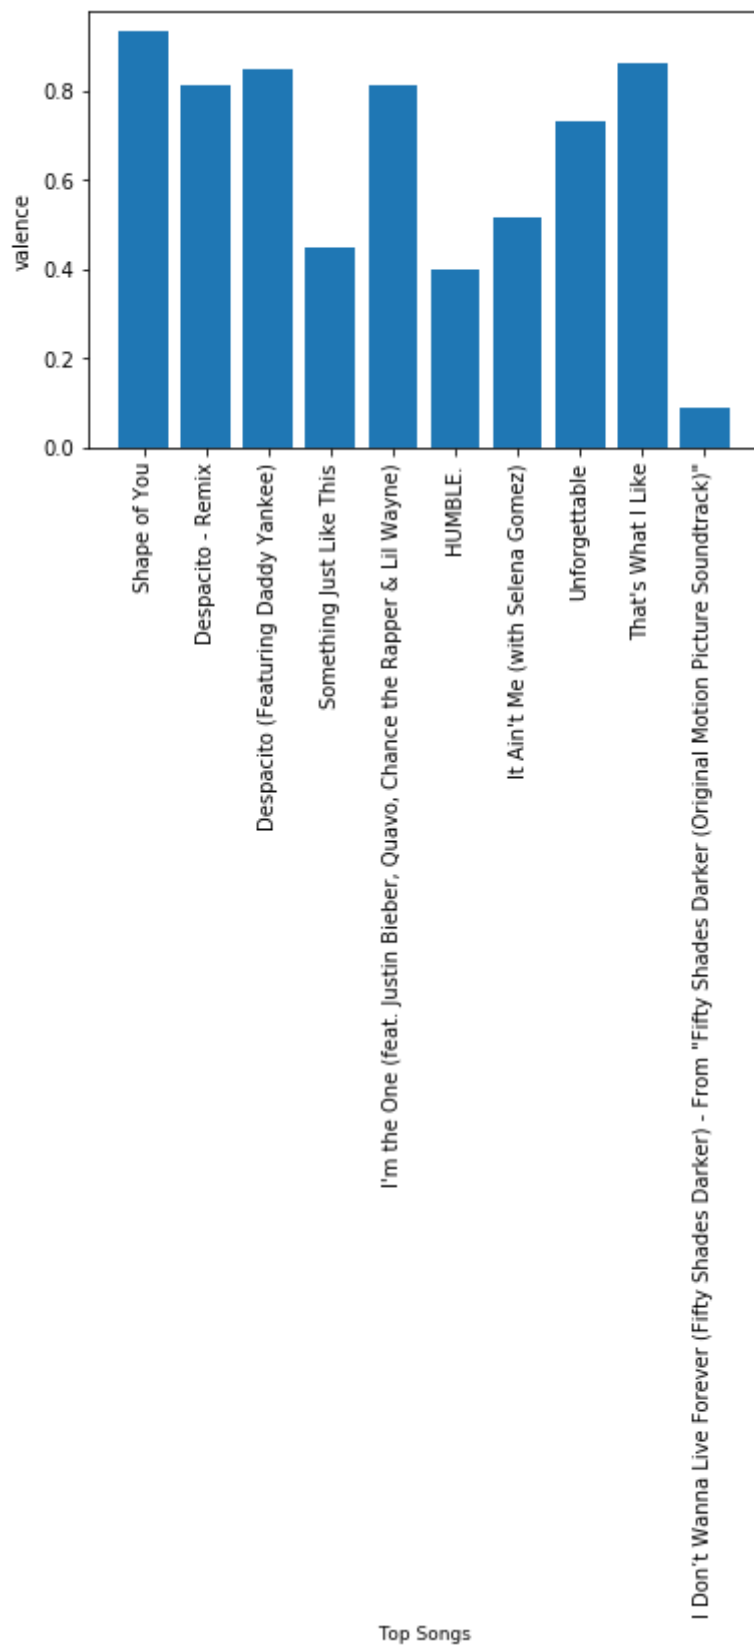 0.8
0.6
0.4
0.2
0.0
valence
Shape of You
Despacito - Remix
Despacito (Featuring Daddy Yankee)
Something Just Like This
I'm the One (feat. Justin Bieber, Quavo, Chance the Rapper & Lil Wayne)
HUMBLE.
It Ain't Me (with Selena Gomez)
Unforgettable
That's What I Like
I Don't Wanna Live Forever (Fifty Shades Darker) - From "Fifty Shades Darker (Original Motion Picture Soundtrack)"
Top Songs